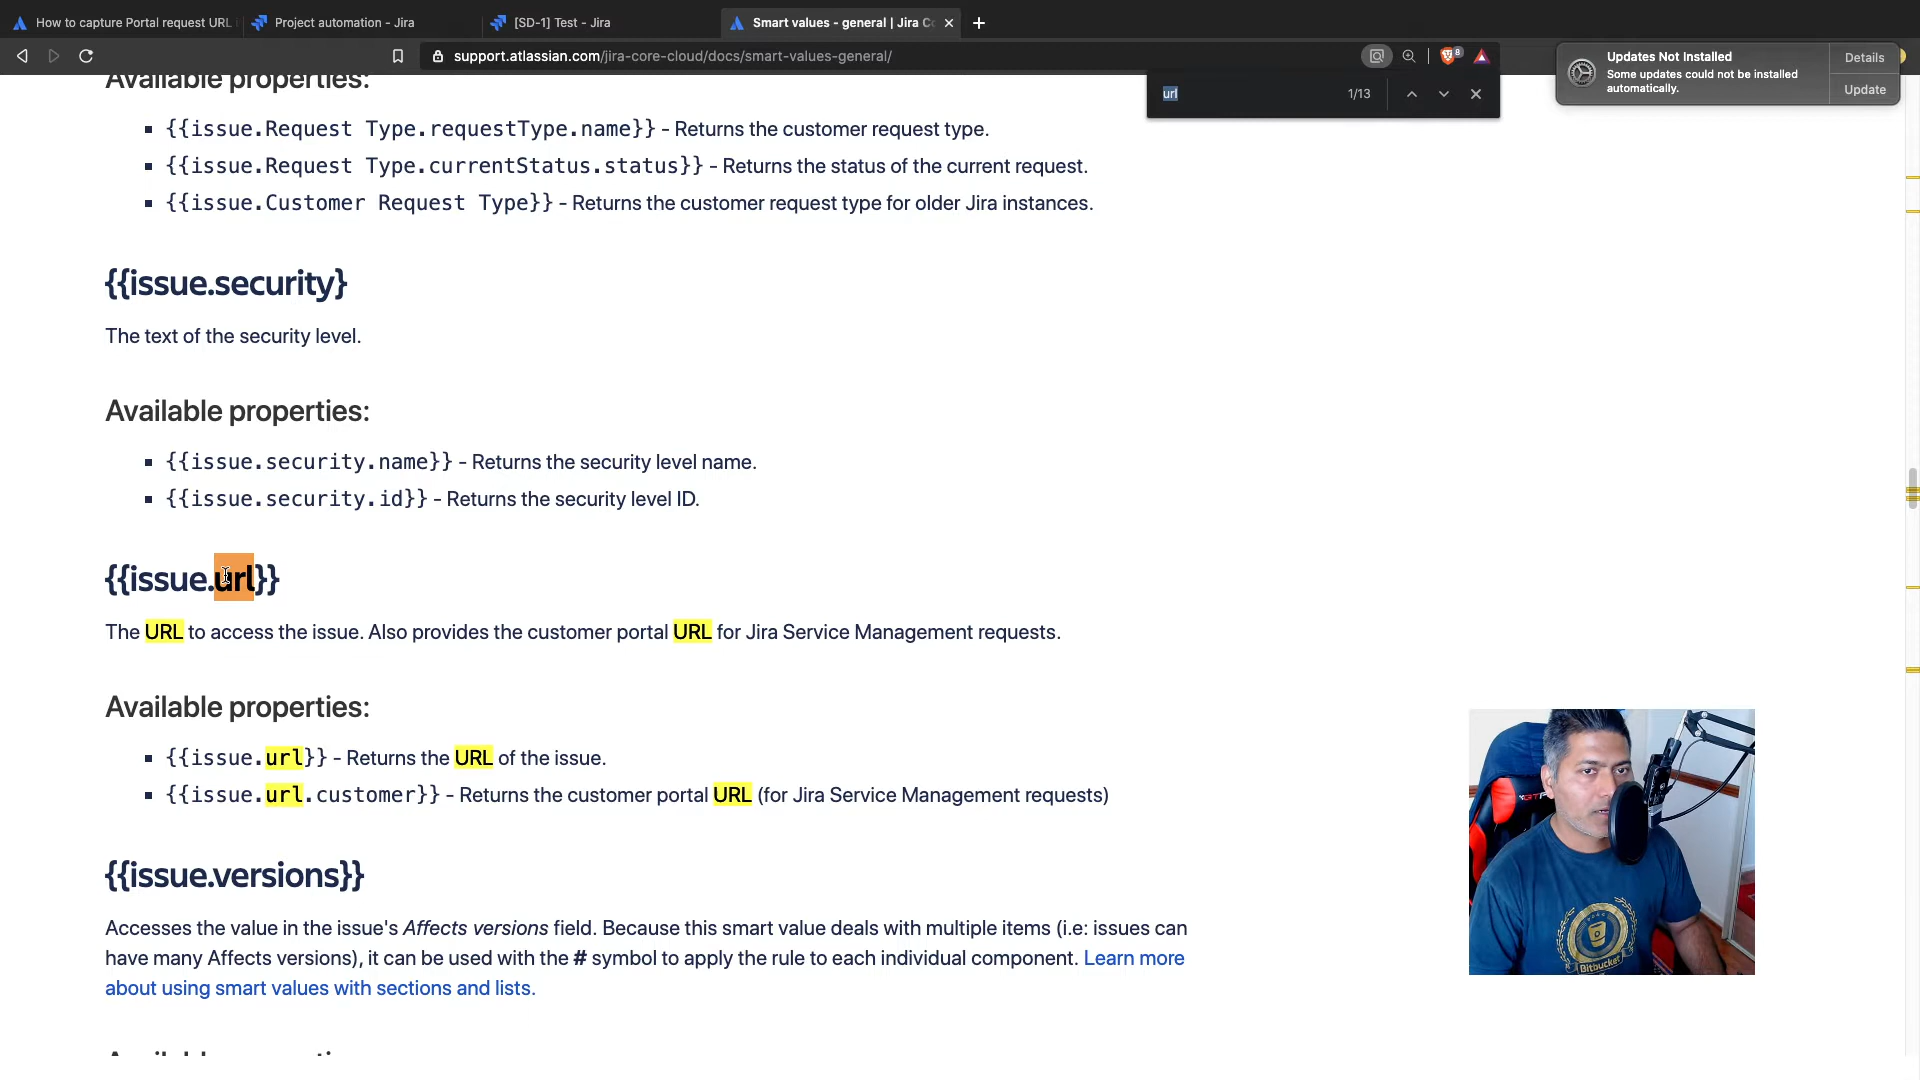 How to capture Portal request URL
Project automation - Jira
[SD-1] Test - Jira
Smart values - general | Jira C
support.atlassian.com/jira-core-cloud/docs/smart-values-general/
8
url
1/13
Updates Not Installed
Some updates could not be installed
automatically.
Details
Update
Available properties:
{{issue.Request Type.requestType.name}} - Returns the customer request type.
{{issue.Request Type.currentStatus.status}} - Returns the status of the current request.
{{issue.Customer Request Type}} - Returns the customer request type for older Jira instances.
{{issue.security}
The text of the security level.
Available properties:
{{issue.security.name}} - Returns the security level name.
{{issue.security.id}} - Returns the security level ID.
{{issue.url}}
The URL to access the issue. Also provides the customer portal URL for Jira Service Management requests.
Available properties:
{{issue.url}} - Returns the URL of the issue.
{{issue.url.customer}} - Returns the customer portal URL (for Jira Service Management requests)
{{issue.versions}}
Accesses the value in the issue's Affects versions field. Because this smart value deals with multiple items (i.e: issues can
have many Affects versions), it can be used with the # symbol to apply the rule to each individual component. Learn more
about using smart values with sections and lists.
Bitbucket